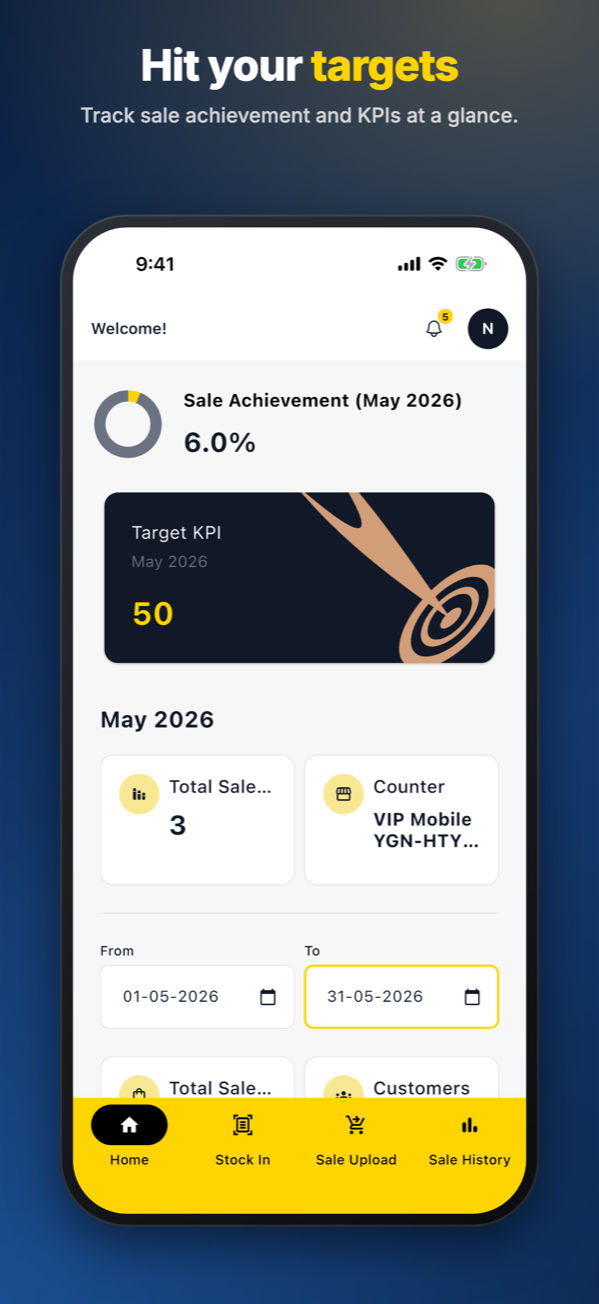 Hit your targets
Track sale achievement and KPIs at a glance.
9:41
Welcome!
5
N
Sale Achievement (May 2026)
6.0%
Target KPI
May 2026
50
May 2026
Total Sale...
3
Counter
VIP Mobile
YGN-HTY...
From
To
01-05-2026
31-05-2026
Total Sale...
Customers
Home
Stock In
Sale Upload
Sale History